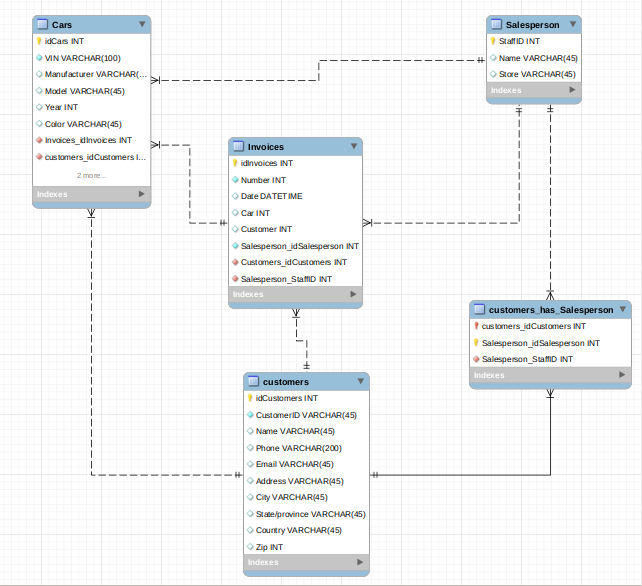 Cars
idCars INT
VIN VARCHAR(100)
Manufacturer VARCHAR(...
Model VARCHAR(45)
Year INT
Color VARCHAR(45)
Invoices_idInvoices INT
customers_idCustomers I...
2 more...
Indexes
Salesperson
StaffID INT
Name VARCHAR(45)
Store VARCHAR(45)
Indexes
Invoices
idInvoices INT
Number INT
Date DATETIME
Car INT
Customer INT
Salesperson_idSalesperson INT
Customers_idCustomers INT
Salesperson_StaffID INT
Indexes
customers_has_Salesperson
customers_idCustomers INT
Salesperson_idSalesperson INT
Salesperson_StaffID INT
Indexes
customers
idCustomers INT
CustomerID VARCHAR(45)
Name VARCHAR(45)
Phone VARCHAR(200)
Email VARCHAR(45)
Address VARCHAR(45)
City VARCHAR(45)
State/province VARCHAR(45)
Country VARCHAR(45)
Zip INT
Indexes